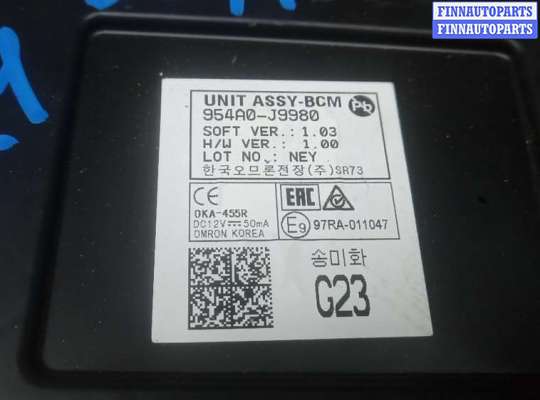 FINNAUTOPARTS
FINNAUTOPARTS
UNIT ASSY-BCM
Pb
954A0-J9980
SOFT VER.: 1.03
H/W VER.: 1.00
LOT NO.: NEY
한국오므론전장(주)SR73
CE
EAC
OKA-455R
DC12V⎓50mA
OMRON KOREA
E9 97RA-011047
송미화
G23